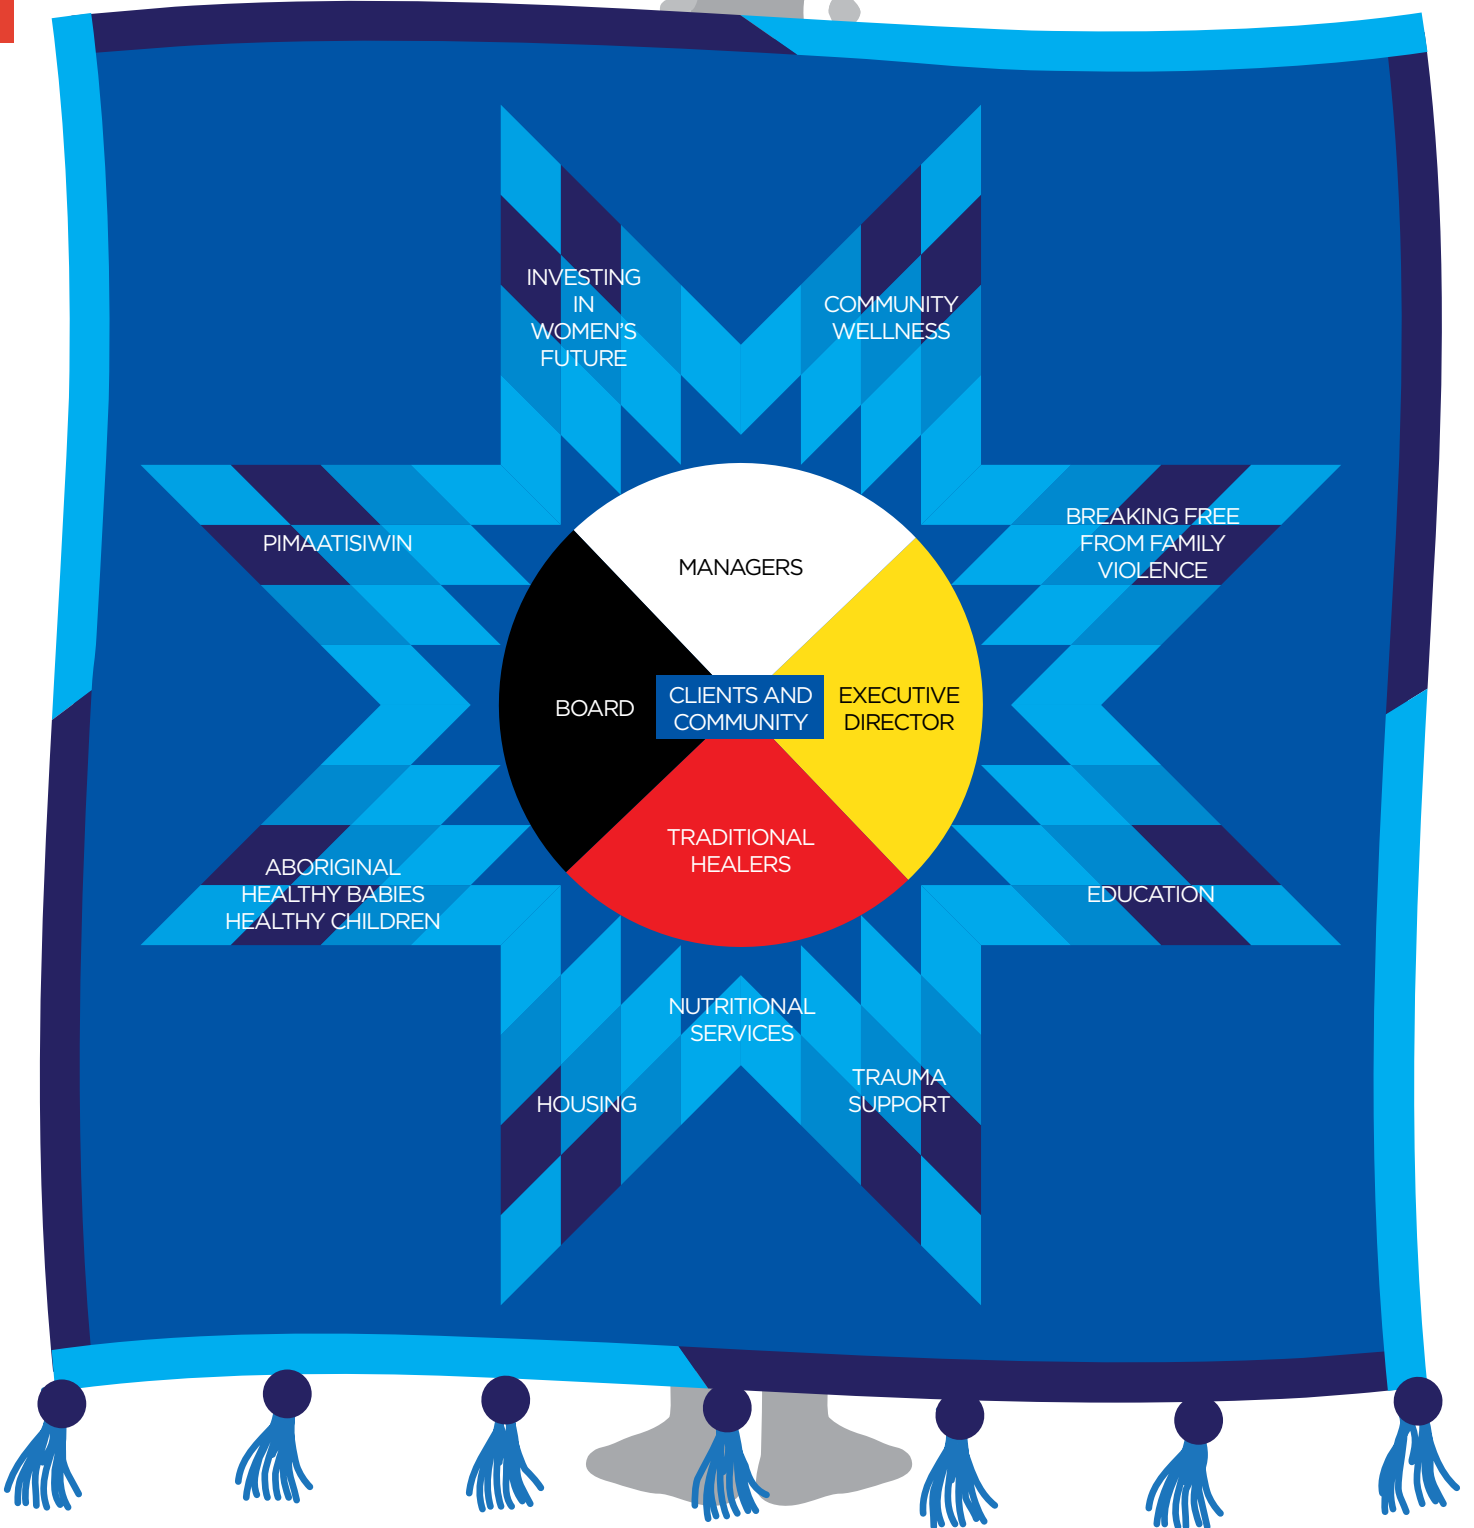 INVESTING
IN
WOMEN'S
FUTURE
COMMUNITY
WELLNESS
PIMAATISIWIN
BREAKING FREE
FROM FAMILY
VIOLENCE
MANAGERS
BOARD
CLIENTS AND
COMMUNITY
EXECUTIVE
DIRECTOR
TRADITIONAL
HEALERS
ABORIGINAL
HEALTHY BABIES
HEALTHY CHILDREN
EDUCATION
NUTRITIONAL
SERVICES
HOUSING
TRAUMA
SUPPORT